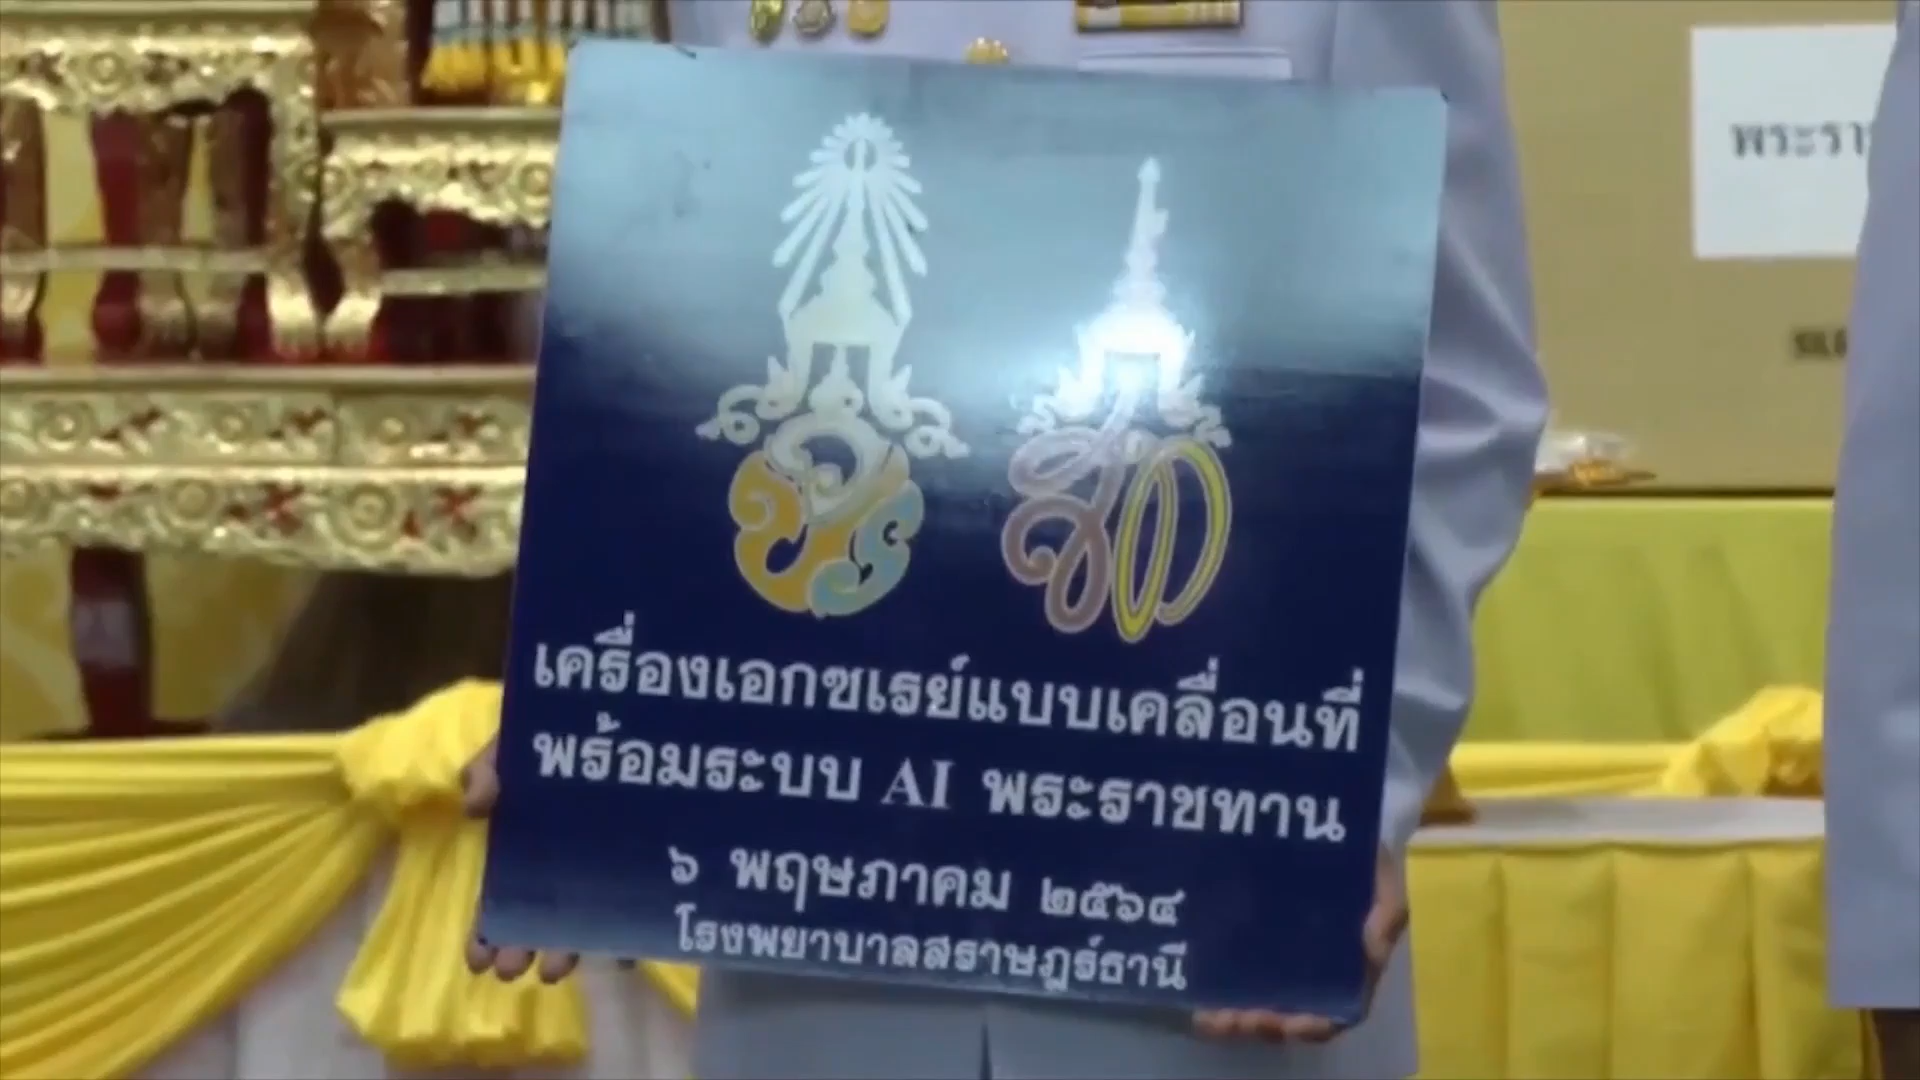 เครื่องเอกซเรย์แบบเคลื่อนที่
พร้อมระบบ AI พระราชทาน
๖ พฤษภาคม ๒๕๖๔
โรงพยาบาลสุราษฎร์ธานี